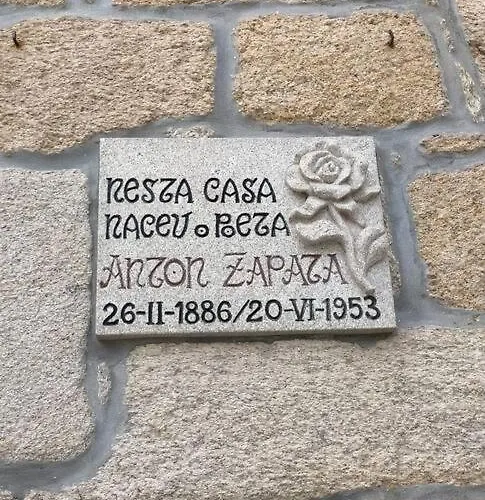 NESTA CASA
NACEU O POETA
ANTON ZAPATA
26-II-1886/20-VI-1953